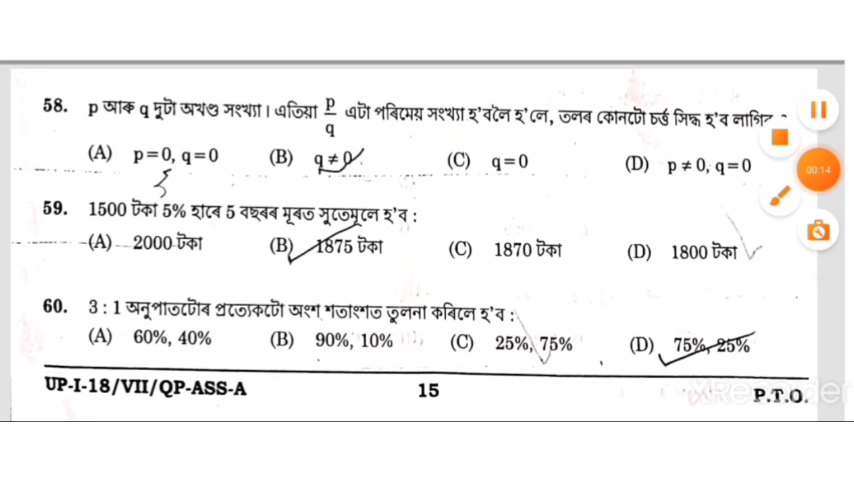 58. p আৰু q দুটা অখণ্ড সংখ্যা। এতিয়া p/q এটা পৰিমেয় সংখ্যা হ'বলৈ হ'লে, তলৰ কোনটো চৰ্ত্ত সিদ্ধ হ'ব লাগিব
(A) p=0, q=0 (B) q ≠ 0 (C) q=0 (D) p ≠ 0, q=0
00:14
59. 1500 টকা 5% হাৰে 5 বছৰৰ মূৰত সুতেমূলে হ'ব :
(A) 2000 টকা (B) 1875 টকা (C) 1870 টকা (D) 1800 টকা
60. 3 : 1 অনুপাতটোৰ প্ৰত্যেকটো অংশ শতাংশত তুলনা কৰিলে হ'ব :
(A) 60%, 40% (B) 90%, 10% (C) 25%, 75% (D) 75%, 25%
UP-I-18/VII/QP-ASS-A 15 P.T.O.
XRecorder